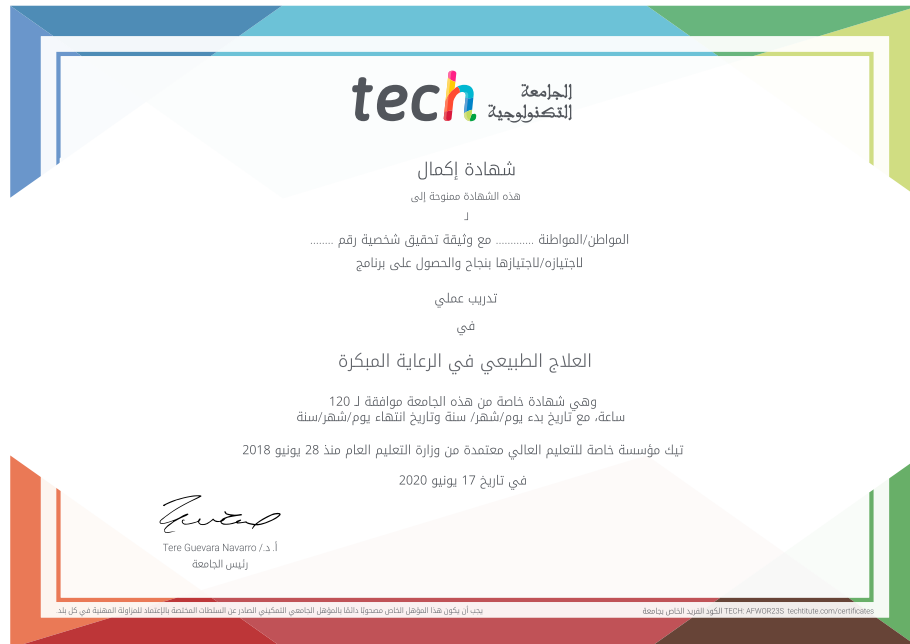 tech
الجامعة
التكنولوجية
شهادة إكمال
هذه الشهادة ممنوحة إلى
لـ
المواطن/المواطنة ............. مع وثيقة تحقيق شخصية رقم ........
لاجتيازه/لاجتيازها بنجاح والحصول على برنامج
تدريب عملي
في
العلاج الطبيعي في الرعاية المبكرة
وهي شهادة خاصة من هذه الجامعة موافقة لـ 120
ساعة، مع تاريخ بدء يوم/شهر/ سنة وتاريخ انتهاء يوم/شهر/سنة
تيك مؤسسة خاصة للتعليم العالي معتمدة من وزارة التعليم العام منذ 28 يونيو 2018
في تاريخ 17 يونيو 2020
أ. د./ Tere Guevara Navarro
رئيس الجامعة
يجب أن يكون هذا المؤهل الخاص مصحوبًا دائمًا بالمؤهل الجامعي التمكيني الصادر عن السلطات المختصة بالإعتماد للمزاولة المهنية في كل بلد.
الكود الفريد الخاص بجامعة TECH: AFWOR23S techtitute.com/certificates